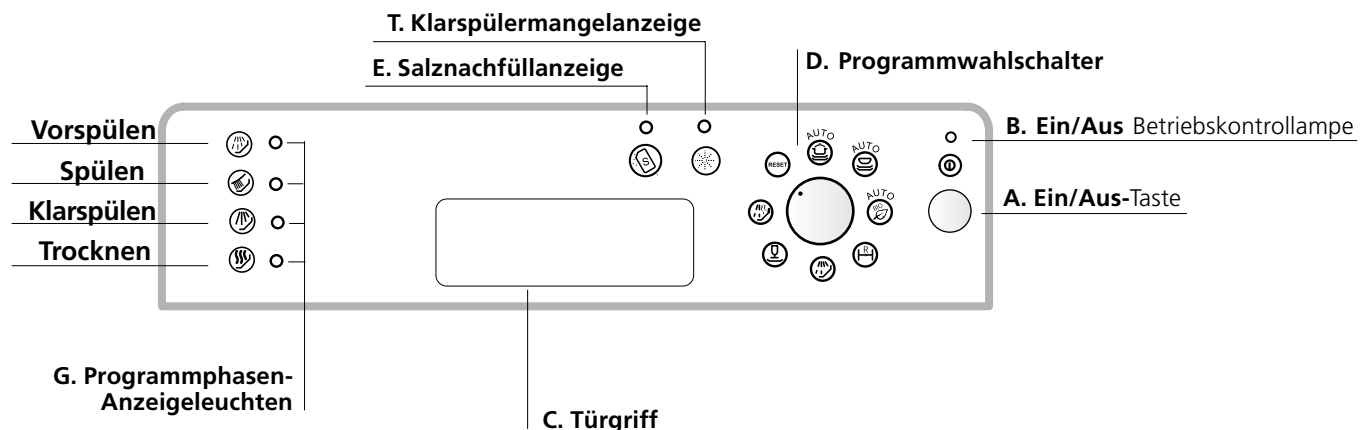 T. Klarspülermangelanzeige
E. Salznachfüllanzeige
D. Programmwahlschalter
Vorspülen
Spülen
Klarspülen
Trocknen
S
RESET
AUTO
AUTO
AUTO
BIO
R
B. Ein/Aus Betriebskontrollampe
A. Ein/Aus-Taste
G. Programmphasen-
Anzeigeleuchten
C. Türgriff